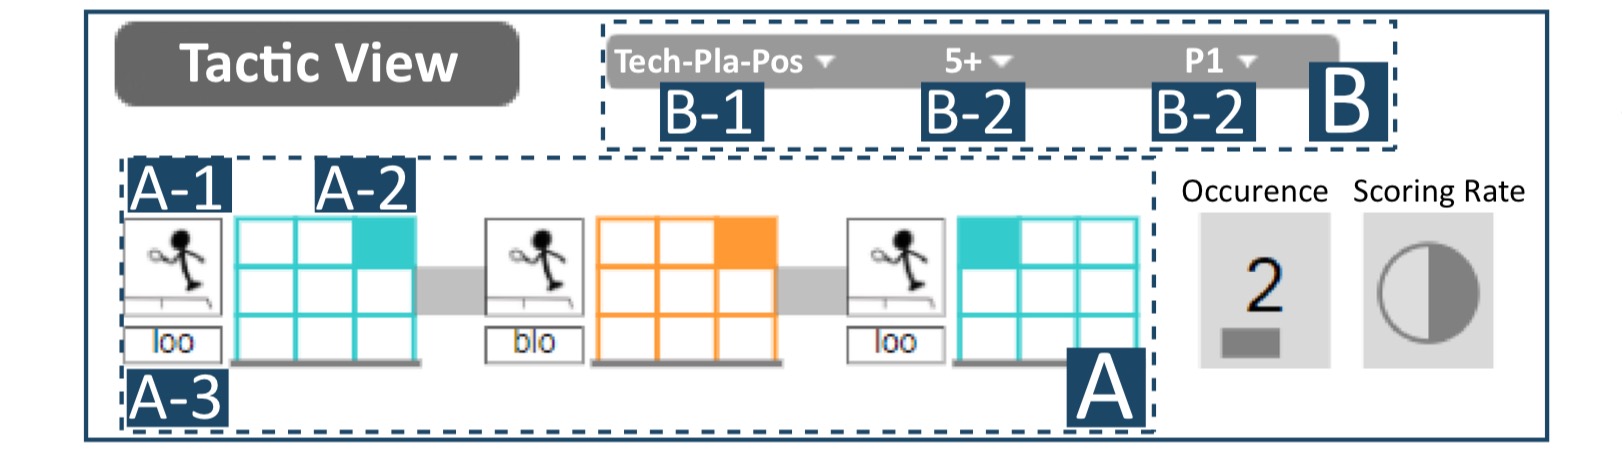 Tactic View
Tech-Pla-Pos 5+ P1
B-1 B-2 B-2 B
A-1 A-2
Occurence Scoring Rate
2
loo blo loo
A-3 A